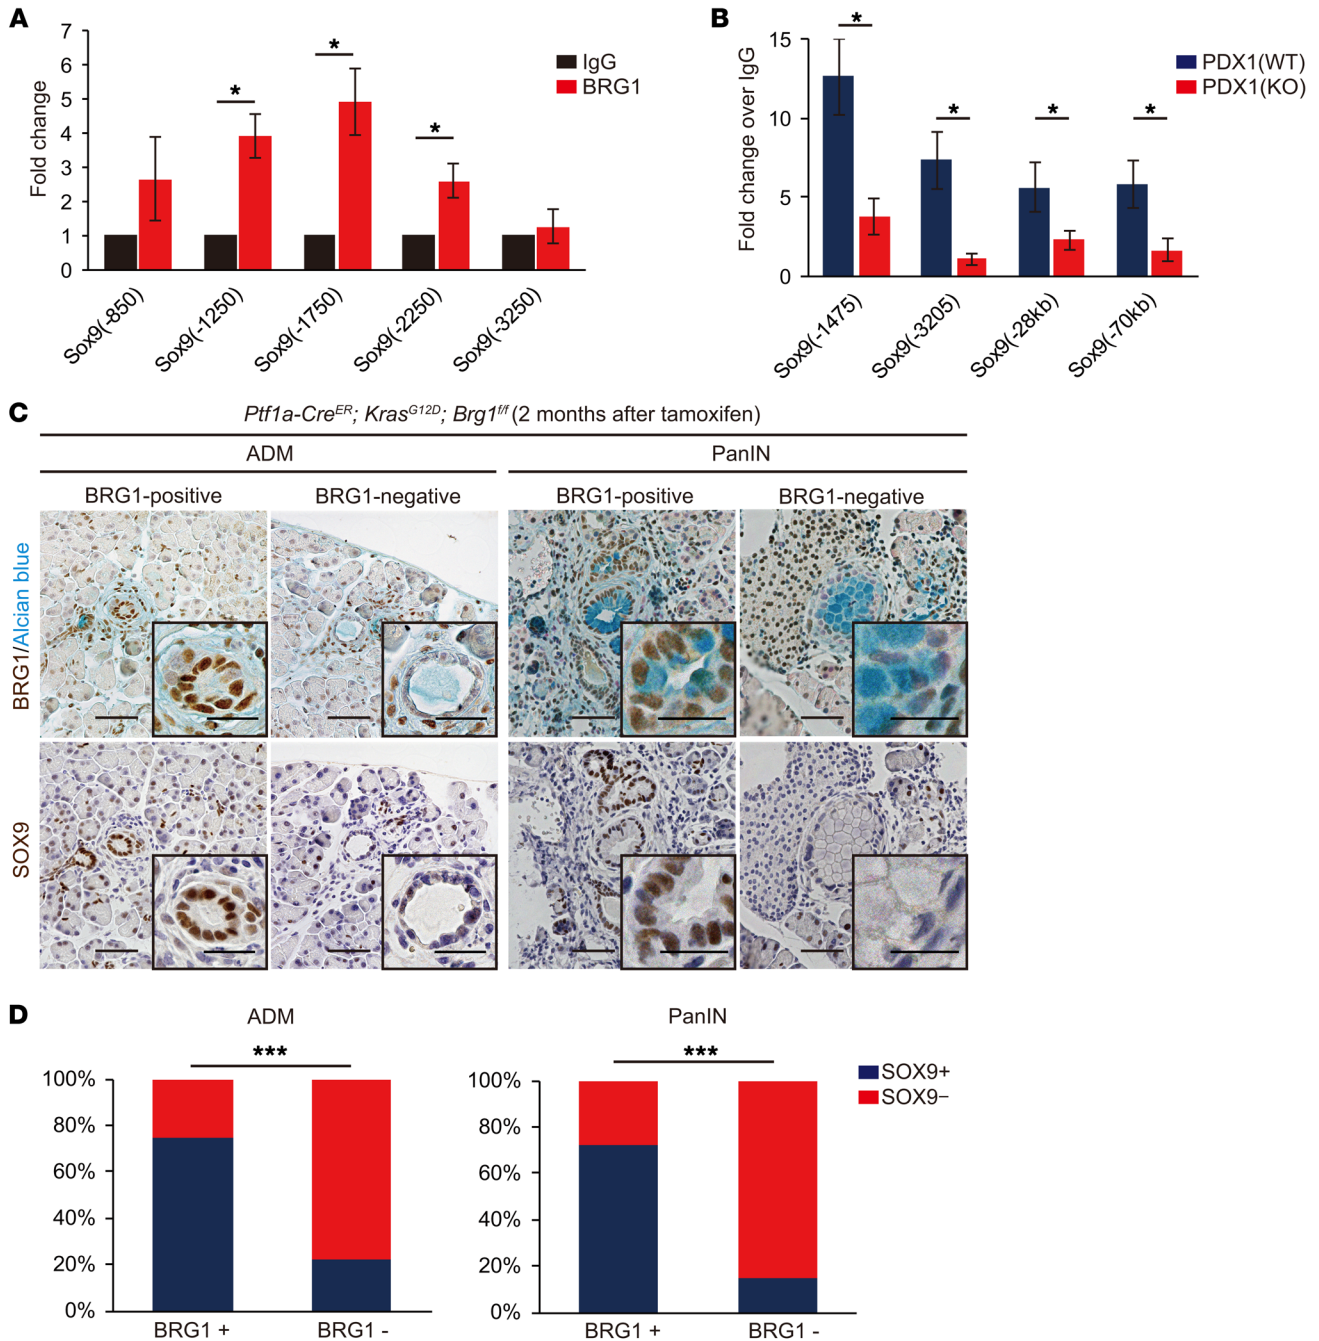 A
Fold change
7
6
5
4
3
2
1
0
*
*
*
IgG
BRG1
Sox9(-850)
Sox9(-1250)
Sox9(-1750)
Sox9(-2250)
Sox9(-3250)
B
Fold change over IgG
15
10
5
0
*
*
*
*
PDX1(WT)
PDX1(KO)
Sox9(-1475)
Sox9(-3205)
Sox9(-28kb)
Sox9(-70kb)
C
Ptf1a-CreER; KrasG12D; Brg1f/f (2 months after tamoxifen)
ADM
PanIN
BRG1-positive
BRG1-negative
BRG1-positive
BRG1-negative
BRG1/Alcian blue
SOX9
D
ADM
***
100%
80%
60%
40%
20%
0%
BRG1 +
BRG1 -
PanIN
***
100%
80%
60%
40%
20%
0%
BRG1 +
BRG1 -
SOX9+
SOX9−